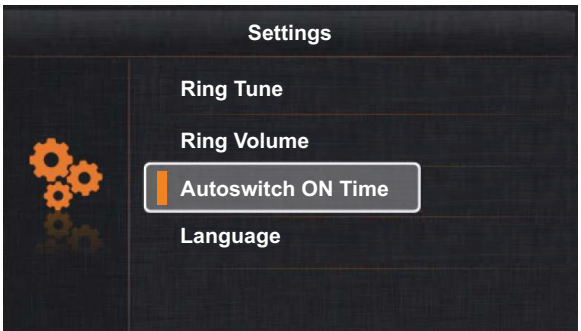 Settings
Ring Tune
Ring Volume
Autoswitch ON Time
Language